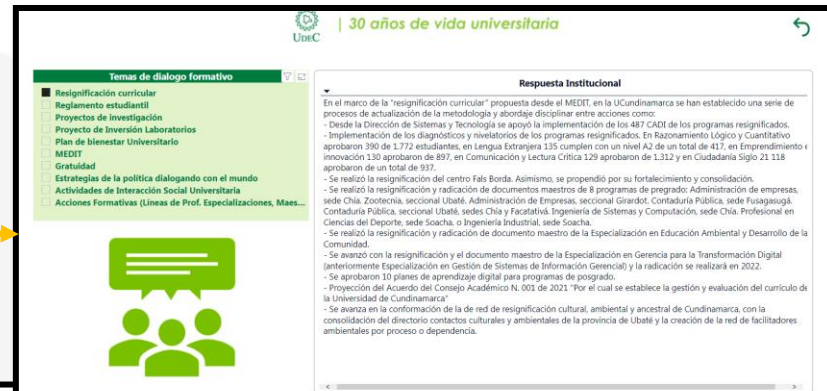 UDEC
| 30 años de vida universitaria
Temas de dialogo formativo
Resignificación curricular
Reglamento estudiantil
Proyectos de investigación
Proyecto de Inversión Laboratorios
Plan de bienestar Universitario
MEDIT
Gratuidad
Estrategias de la política dialogando con el mundo
Actividades de Interacción Social Universitaria
Acciones Formativas (Líneas de Prof. Especializaciones, Maes...
Respuesta Institucional
En el marco de la "resignificación curricular" propuesta desde el MEDIT, en la UCundinamarca se han establecido una serie de
procesos de actualización de la metodología y abordaje disciplinar entre acciones como:
- Desde la Dirección de Sistemas y Tecnología se apoyó la implementación de los 487 CADI de los programas resignificados.
- Implementación de los diagnósticos y nivelatorios de los programas resignificados. En Razonamiento Lógico y Cuantitativo
aprobaron 390 de 1.772 estudiantes, en Lengua Extranjera 135 cumplen con un nivel A2 de un total de 417, en Emprendimiento e
innovación 130 aprobaron de 897, en Comunicación y Lectura Crítica 129 aprobaron de 1.312 y en Ciudadanía Siglo 21 118
aprobaron de un total de 937.
- Se realizó la resignificación del centro Fals Borda. Asimismo, se propendió por su fortalecimiento y consolidación.
- Se realizó la resignificación y radicación de documentos maestros de 8 programas de pregrado: Administración de empresas,
sede Chía. Zootecnia, seccional Ubaté. Administración de Empresas, seccional Girardot. Contaduría Pública, sede Fusagasugá.
Contaduría Pública, seccional Ubaté, sedes Chía y Facatativá. Ingeniería de Sistemas y Computación, sede Chía. Profesional en
Ciencias del Deporte, sede Soacha. o Ingeniería Industrial, sede Soacha.
- Se realizó la resignificación y radicación de documento maestro de la Especialización en Educación Ambiental y Desarrollo de la
Comunidad.
- Se avanzó con la resignificación y el documento maestro de la Especialización en Gerencia para la Transformación Digital
(anteriormente Especialización en Gestión de Sistemas de Información Gerencial) y la radicación se realizará en 2022.
- Se aprobaron 10 planes de aprendizaje digital para programas de posgrado.
- Proyección del Acuerdo del Consejo Académico N. 001 de 2021 "Por el cual se establece la gestión y evaluación del currículo de
la Universidad de Cundinamarca"
- Se avanza en la conformación de la de red de resignificación cultural, ambiental y ancestral de Cundinamarca, con la
consolidación del directorio contactos culturales y ambientales de la provincia de Ubaté y la creación de la red de facilitadores
ambientales por proceso o dependencia.